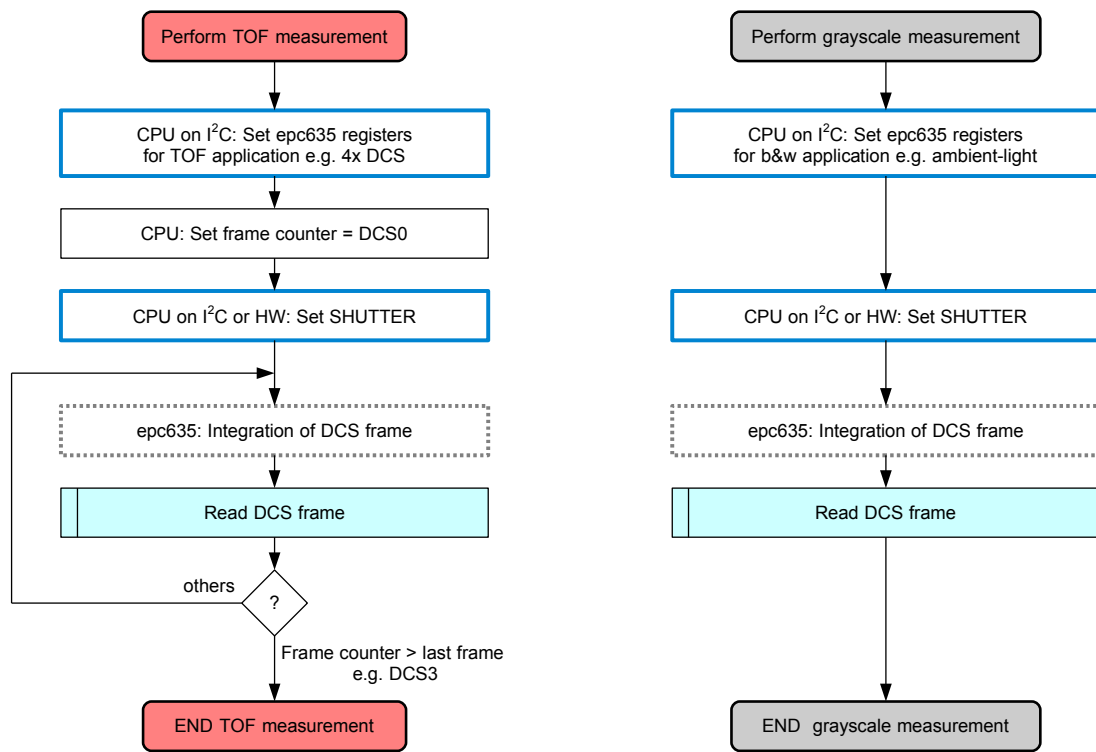 Perform TOF measurement
CPU on I²C: Set epc635 registers
for TOF application e.g. 4x DCS
CPU: Set frame counter = DCS0
CPU on I²C or HW: Set SHUTTER
epc635: Integration of DCS frame
Read DCS frame
others
?
Frame counter > last frame
e.g. DCS3
END TOF measurement
Perform grayscale measurement
CPU on I²C: Set epc635 registers
for b&w application e.g. ambient-light
CPU on I²C or HW: Set SHUTTER
epc635: Integration of DCS frame
Read DCS frame
END grayscale measurement